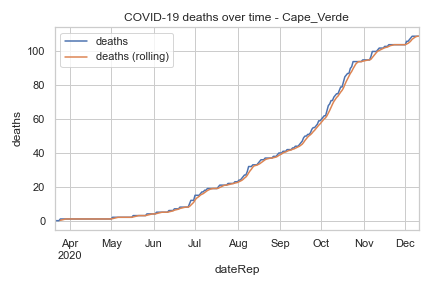 COVID-19 deaths over time - Cape_Verde
deaths
deaths (rolling)
100
80
60
40
20
0
deaths
Apr May Jun Jul Aug Sep Oct Nov Dec
2020
dateRep